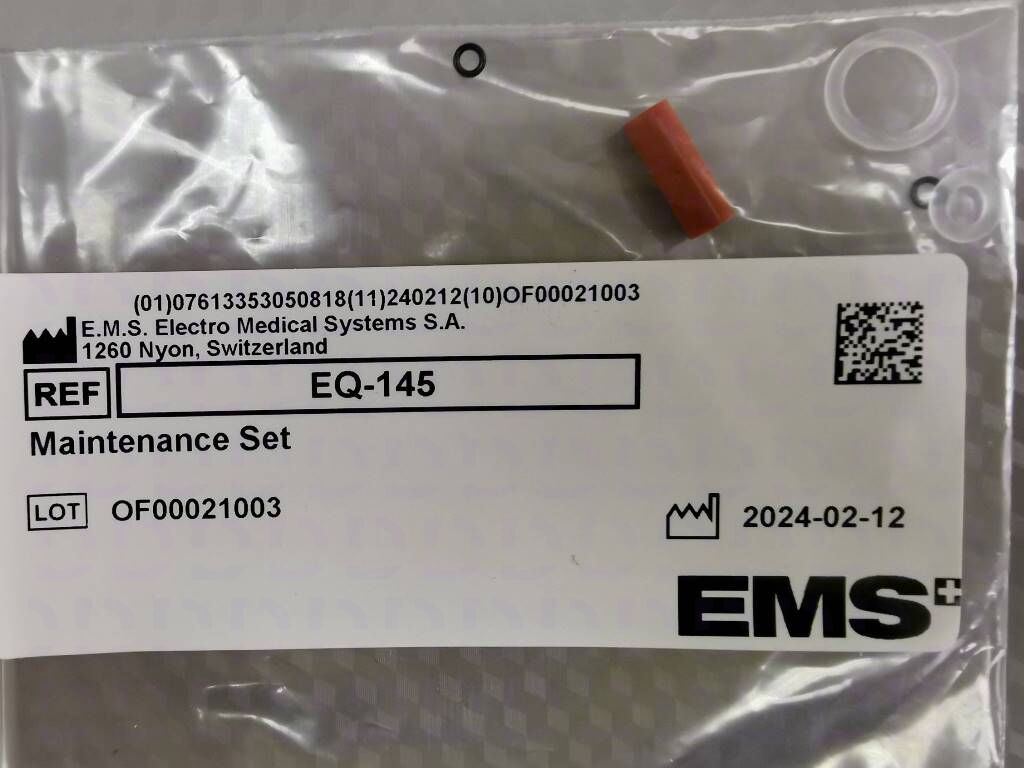 (01)07613353050818(11)240212(10)OF00021003
E.M.S. Electro Medical Systems S.A.
1260 Nyon, Switzerland
REF EQ-145
Maintenance Set
LOT OF00021003
2024-02-12
EMS